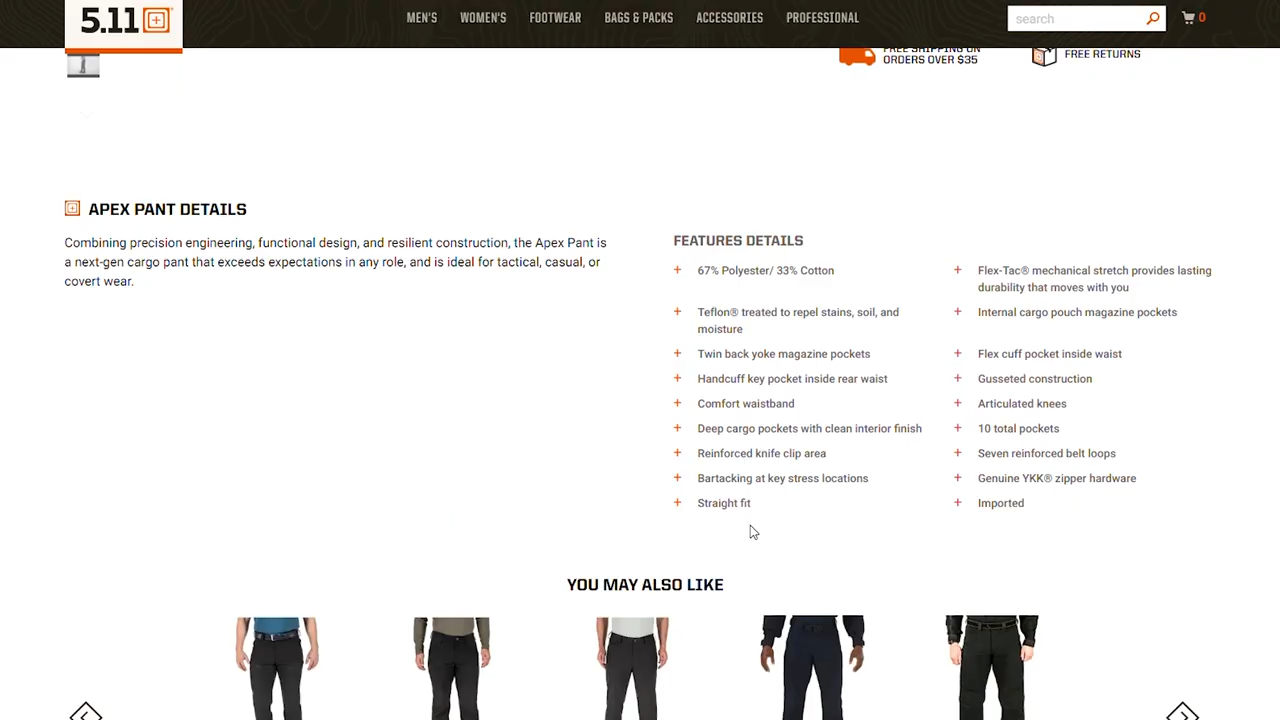 5.11
MEN'S
WOMEN'S
FOOTWEAR
BAGS & PACKS
ACCESSORIES
PROFESSIONAL
search
0
FREE SHIPPING ON
ORDERS OVER $35
FREE RETURNS
APEX PANT DETAILS
Combining precision engineering, functional design, and resilient construction, the Apex Pant is
a next-gen cargo pant that exceeds expectations in any role, and is ideal for tactical, casual, or
covert wear.
FEATURES DETAILS
67% Polyester/ 33% Cotton
Flex-Tac® mechanical stretch provides lasting
durability that moves with you
Teflon® treated to repel stains, soil, and
moisture
Internal cargo pouch magazine pockets
Twin back yoke magazine pockets
Flex cuff pocket inside waist
Handcuff key pocket inside rear waist
Gusseted construction
Comfort waistband
Articulated knees
Deep cargo pockets with clean interior finish
10 total pockets
Reinforced knife clip area
Seven reinforced belt loops
Bartacking at key stress locations
Genuine YKK® zipper hardware
Straight fit
Imported
YOU MAY ALSO LIKE